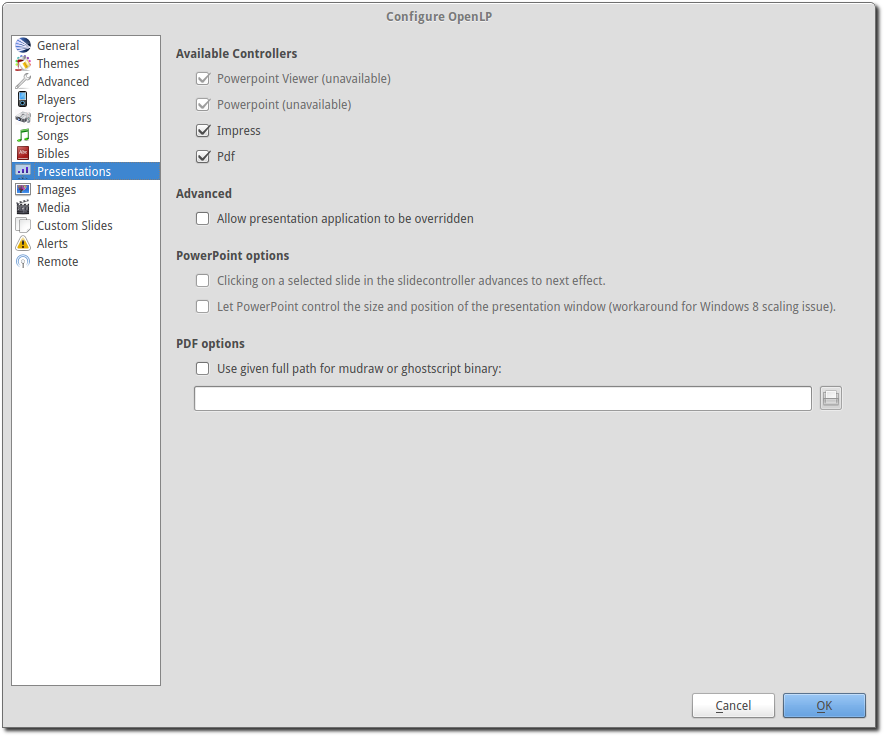 Configure OpenLP
General
Themes
Advanced
Players
Projectors
Songs
Bibles
Presentations
Images
Media
Custom Slides
Alerts
Remote
Available Controllers
Powerpoint Viewer (unavailable)
Powerpoint (unavailable)
Impress
Pdf
Advanced
Allow presentation application to be overridden
PowerPoint options
Clicking on a selected slide in the slidecontroller advances to next effect.
Let PowerPoint control the size and position of the presentation window (workaround for Windows 8 scaling issue).
PDF options
Use given full path for mudraw or ghostscript binary:
Cancel
OK